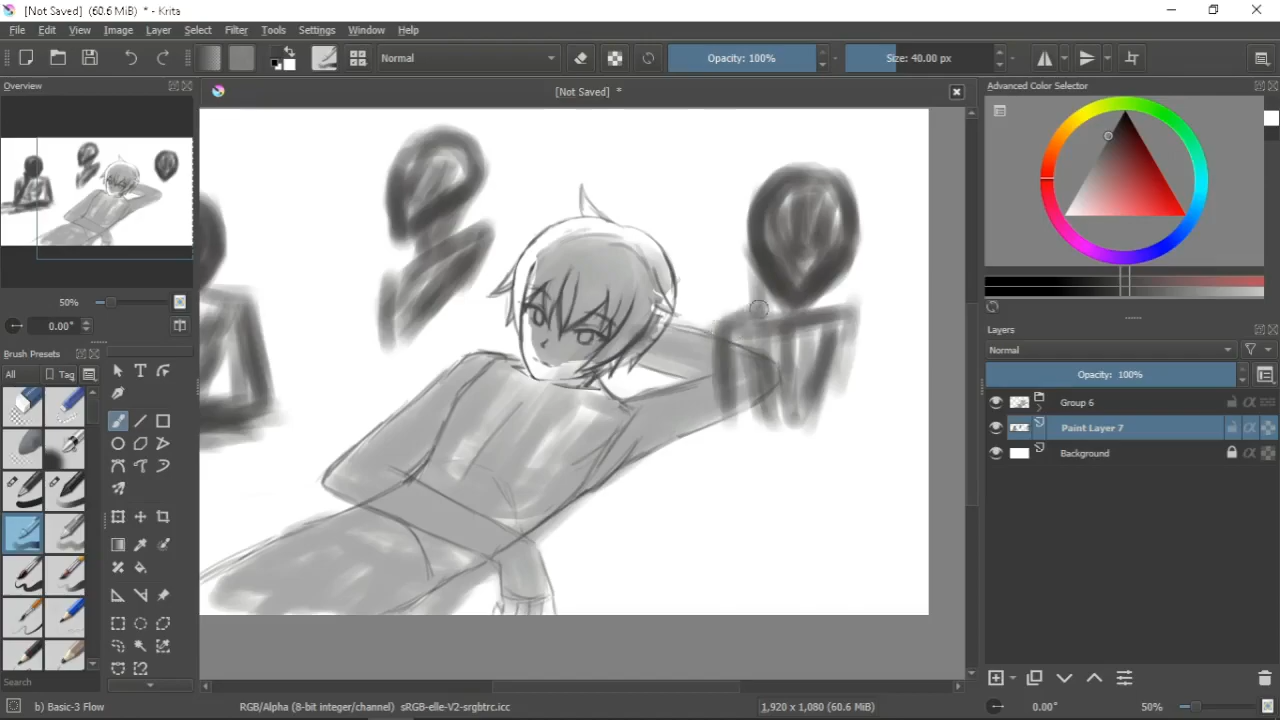 [Not Saved] (60.6 MiB) * - Krita
File Edit View Image Layer Select Filter Tools Settings Window Help
Normal Opacity: 100% Size: 40.00 px
Overview
[Not Saved] *
Advanced Color Selector
50%
0.00°
Layers
Normal
Brush Presets
All Tag
Opacity: 100%
Group 6
Paint Layer 7
Background
Search
b) Basic-3 Flow RGB/Alpha (8-bit integer/channel) sRGB-elle-V2-srgbtrc.icc 1,920 x 1,080 (60.6 MiB) 0.00° 50%